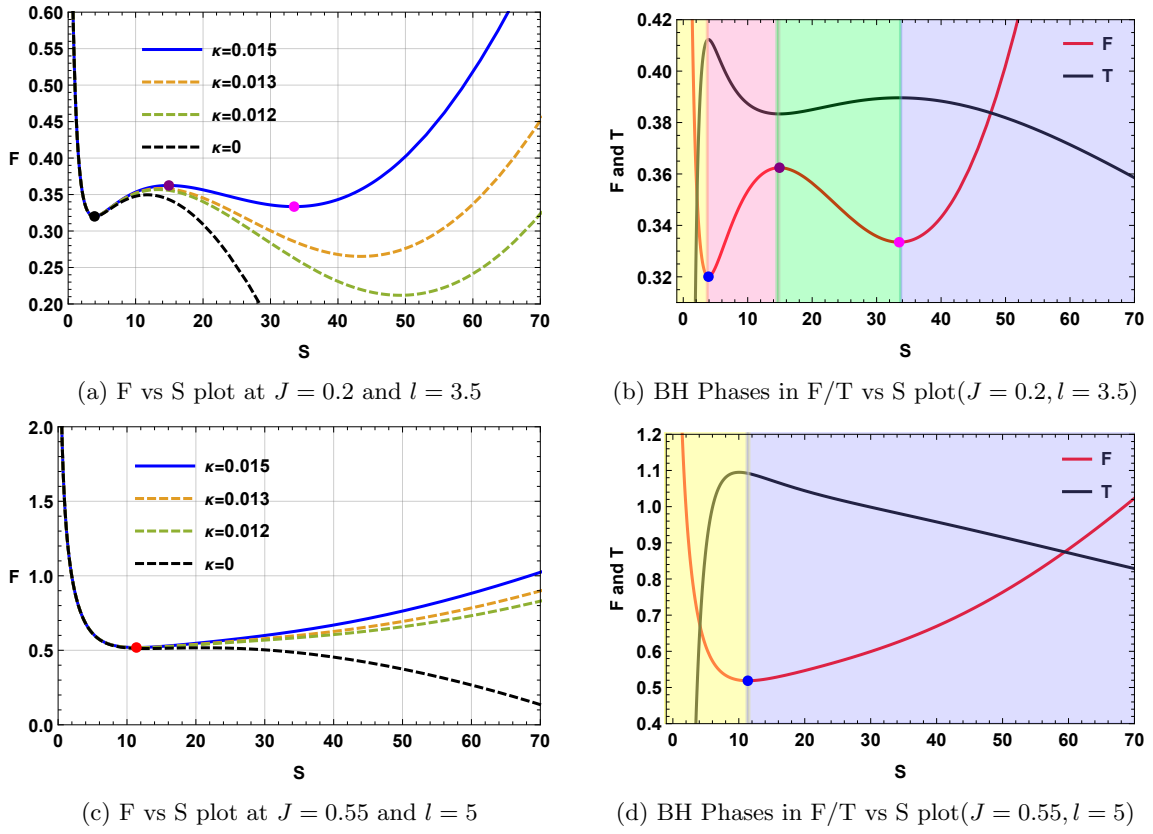 0.60
0.55
0.50
0.45
0.40
0.35
0.30
0.25
0.20
F
κ=0.015
κ=0.013
κ=0.012
κ=0
0 10 20 30 40 50 60 70
S
(a) F vs S plot at J = 0.2 and l = 3.5
0.42
0.40
0.38
0.36
0.34
0.32
F and T
F
T
0 10 20 30 40 50 60 70
S
(b) BH Phases in F/T vs S plot(J = 0.2, l = 3.5)
2.0
1.5
1.0
0.5
0.0
F
κ=0.015
κ=0.013
κ=0.012
κ=0
0 10 20 30 40 50 60 70
S
(c) F vs S plot at J = 0.55 and l = 5
1.2
1.1
1.0
0.9
0.8
0.7
0.6
0.5
0.4
F and T
F
T
0 10 20 30 40 50 60 70
S
(d) BH Phases in F/T vs S plot(J = 0.55, l = 5)